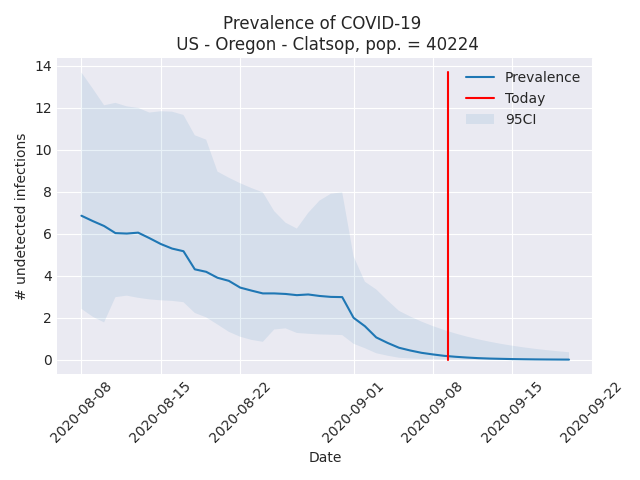 Prevalence of COVID-19
US - Oregon - Clatsop, pop. = 40224
14
12
10
8
6
4
2
0
# undetected infections
Prevalence
Today
95CI
2020-08-08
2020-08-15
2020-08-22
2020-09-01
2020-09-08
2020-09-15
2020-09-22
Date